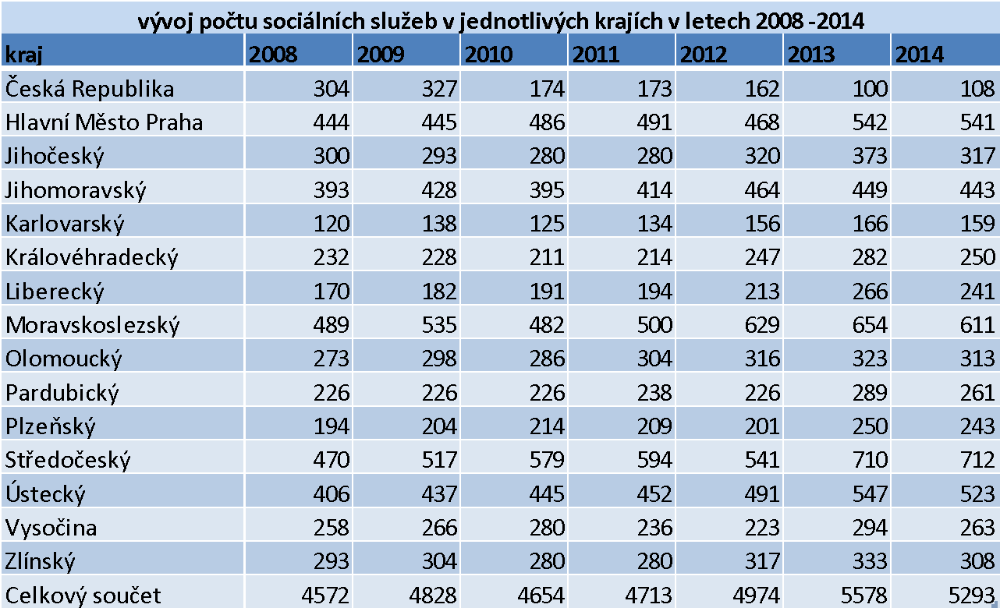 vývoj počtu sociálních služeb v jednotlivých krajích v letech 2008 -2014
kraj 2008 2009 2010 2011 2012 2013 2014
Česká Republika 304 327 174 173 162 100 108
Hlavní Město Praha 444 445 486 491 468 542 541
Jihočeský 300 293 280 280 320 373 317
Jihomoravský 393 428 395 414 464 449 443
Karlovarský 120 138 125 134 156 166 159
Královéhradecký 232 228 211 214 247 282 250
Liberecký 170 182 191 194 213 266 241
Moravskoslezský 489 535 482 500 629 654 611
Olomoucký 273 298 286 304 316 323 313
Pardubický 226 226 226 238 226 289 261
Plzeňský 194 204 214 209 201 250 243
Středočeský 470 517 579 594 541 710 712
Ústecký 406 437 445 452 491 547 523
Vysočina 258 266 280 236 223 294 263
Zlínský 293 304 280 280 317 333 308
Celkový součet 4572 4828 4654 4713 4974 5578 5293